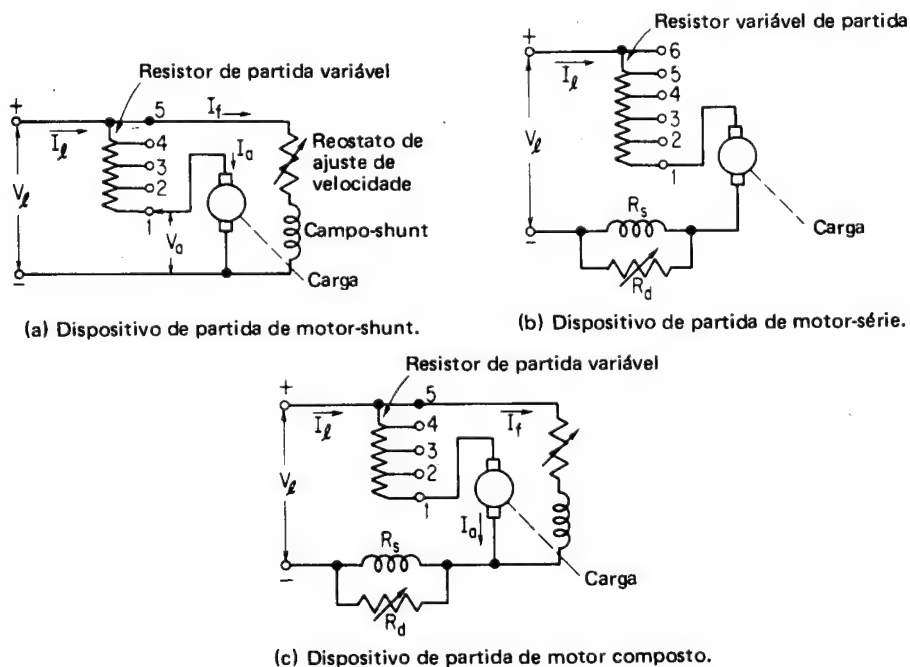 Resistor de partida variável
+
I_ℓ
5
I_f
4
3
2
1
I_a
V_ℓ
V_a
Reostato de
ajuste de
velocidade
Campo-shunt
Carga
−
(a) Dispositivo de partida de motor-shunt.
Resistor variável de partida
+
I_ℓ
6
5
4
3
2
1
V_ℓ
R_s
R_d
Carga
−
(b) Dispositivo de partida de motor-série.
Resistor de partida variável
+
I_ℓ
5
I_f
4
3
2
1
V_ℓ
I_a
R_s
R_d
Carga
−
(c) Dispositivo de partida de motor composto.